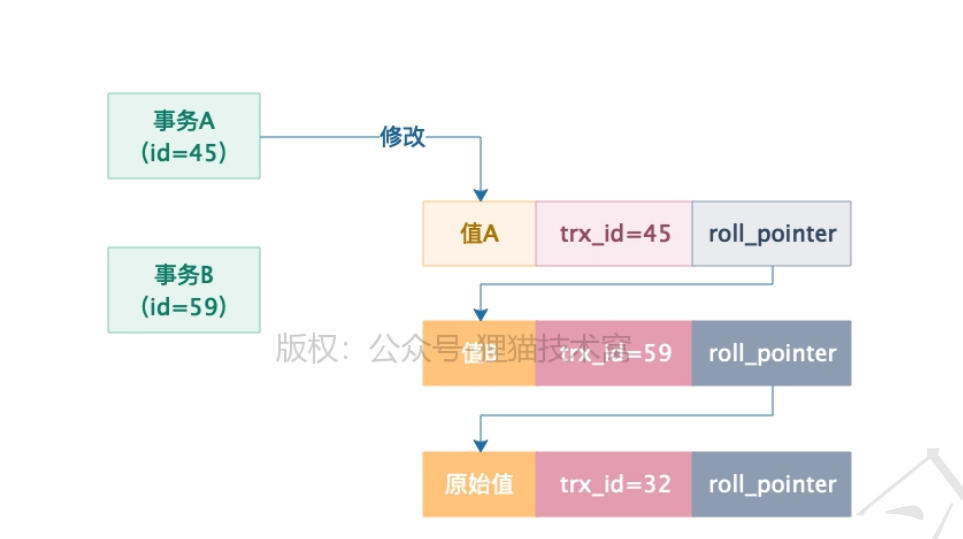 事务A
(id=45)
修改
值A
trx_id=45
roll_pointer
事务B
(id=59)
版权：公众号-狸猫技术窝
值B
trx_id=59
roll_pointer
原始值
trx_id=32
roll_pointer